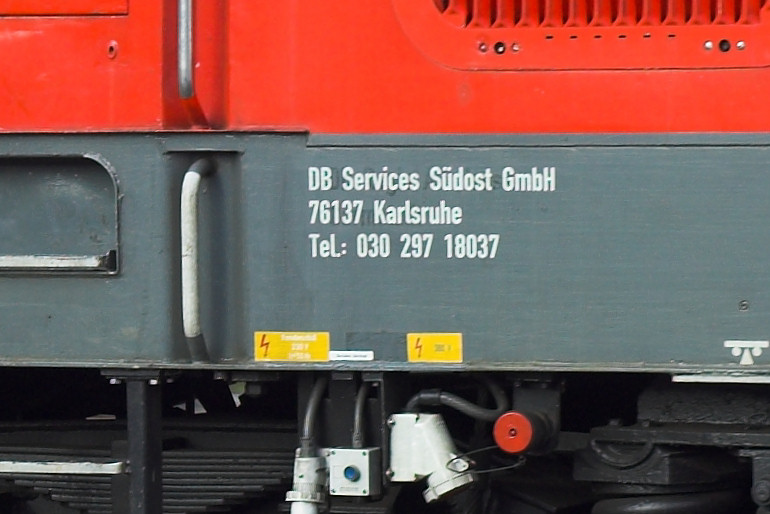 DB Services Südost GmbH
76137 Karlsruhe
Tel.: 030 297 18037